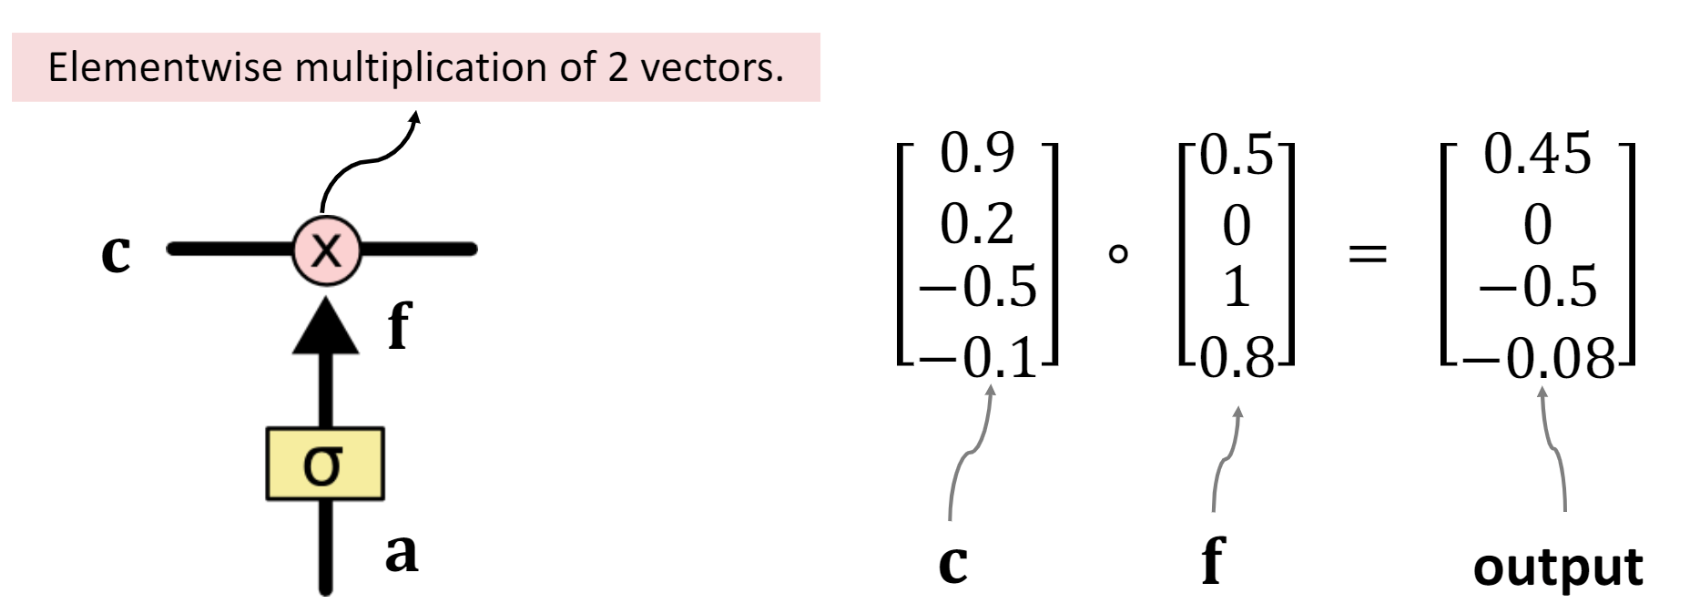 Elementwise multiplication of 2 vectors.
c
x
f
σ
a
[0.9] ∘ [0.5] = [0.45]
[0.2] [0] [0]
[−0.5] [1] [−0.5]
[−0.1] [0.8] [−0.08]
c f output